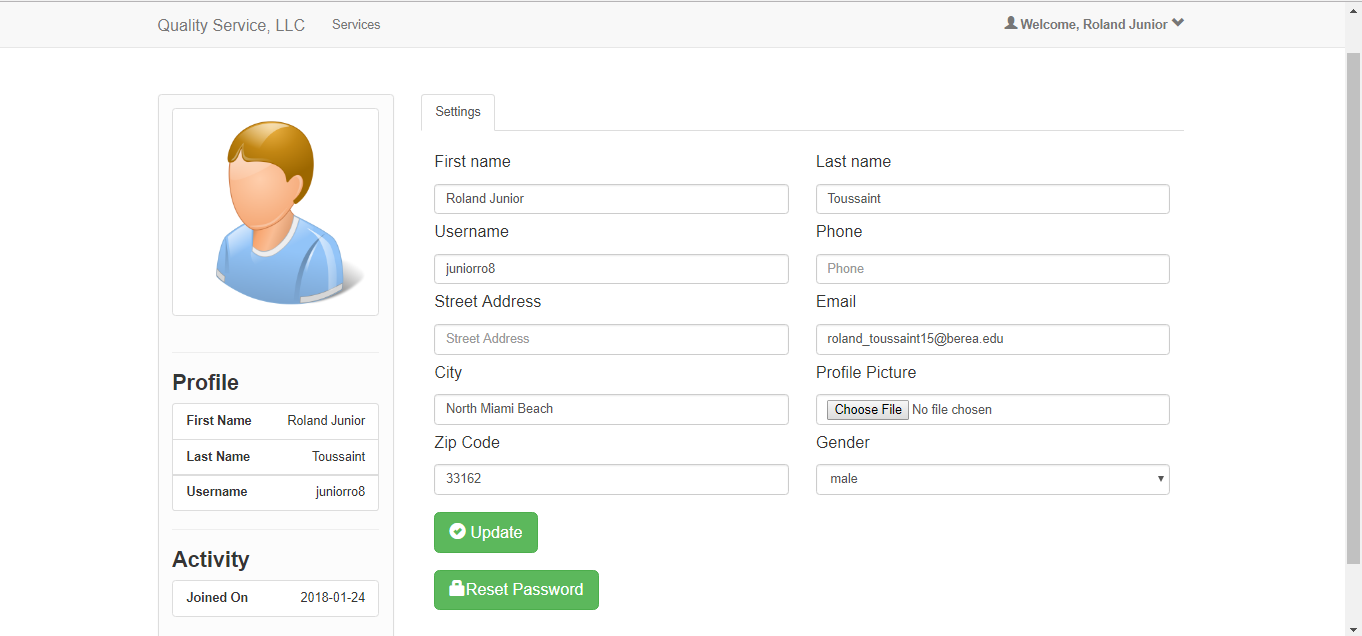 Quality Service, LLC Services Welcome, Roland Junior
Settings
First name Last name
Roland Junior Toussaint
Username Phone
juniorro8 Phone
Street Address Email
Street Address roland_toussaint15@berea.edu
City Profile Picture
North Miami Beach Choose File No file chosen
Zip Code Gender
33162 male
Update
Reset Password
Profile
First Name Roland Junior
Last Name Toussaint
Username juniorro8
Activity
Joined On 2018-01-24